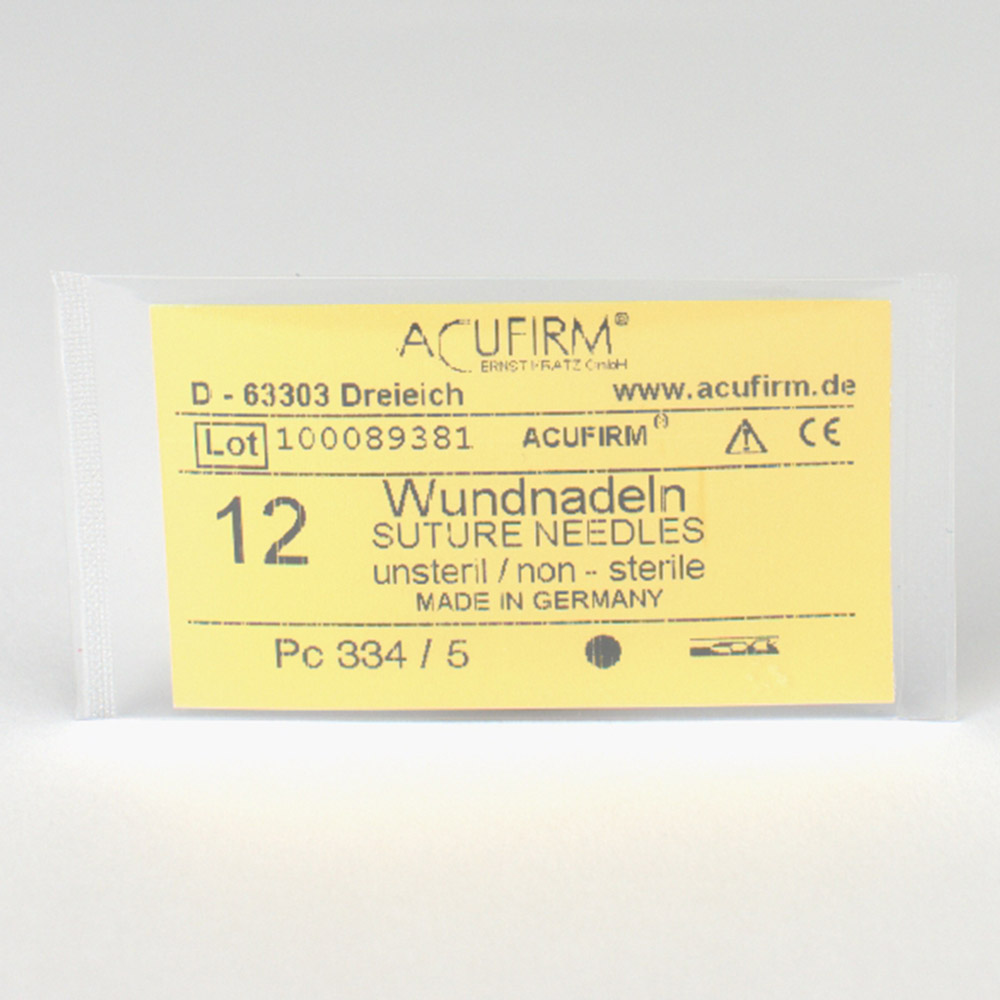 ACUFIRM®
ERNST KRATZ GmbH
D - 63303 Dreieich www.acufirm.de
Lot 100089381 ACUFIRM® CE
12 Wundnadeln
SUTURE NEEDLES
unsteril / non - sterile
MADE IN GERMANY
Pc 334 / 5